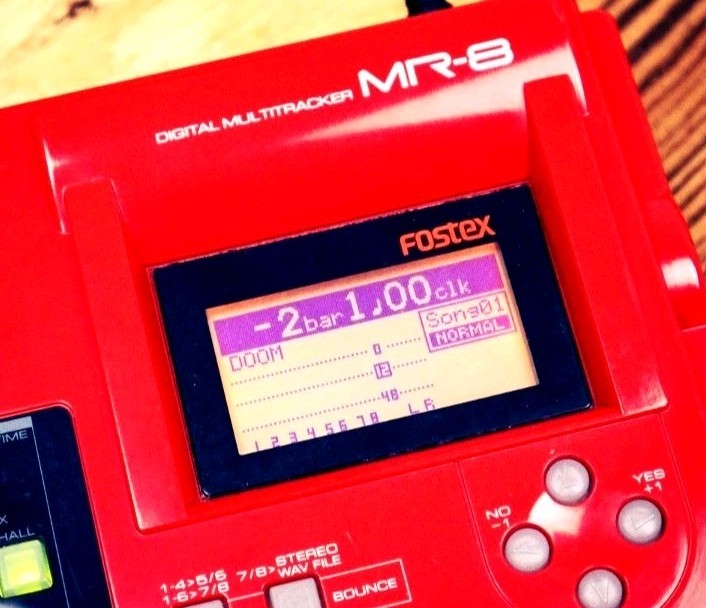 DIGITAL MULTITRACKER MR-8
FOSTEX
-2bar1♩00clk
Song01
NORMAL
DOOM
0
12
48
1 2 3 4 5 6 7 8 L R
TIME
HALL
NO
-1
YES
+1
1-4>5/6 7/8>STEREO
1-6>7/8 WAV FILE
BOUNCE